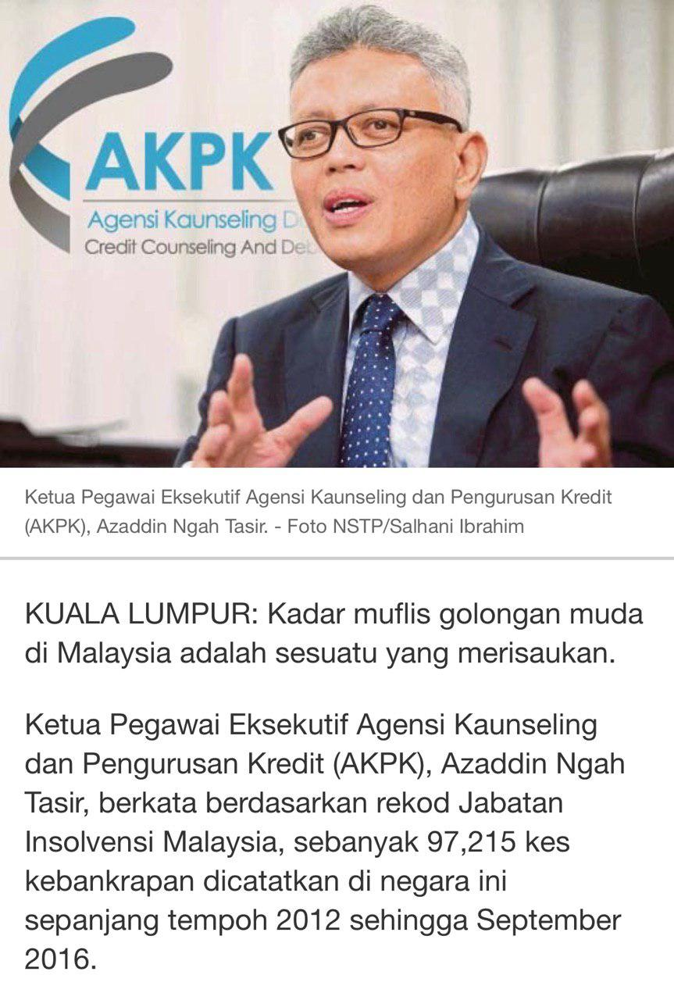 AKPK
Agensi Kaunseling D
Credit Counseling And Deb
Ketua Pegawai Eksekutif Agensi Kaunseling dan Pengurusan Kredit
(AKPK), Azaddin Ngah Tasir. - Foto NSTP/Salhani Ibrahim
KUALA LUMPUR: Kadar muflis golongan muda
di Malaysia adalah sesuatu yang merisaukan.
Ketua Pegawai Eksekutif Agensi Kaunseling
dan Pengurusan Kredit (AKPK), Azaddin Ngah
Tasir, berkata berdasarkan rekod Jabatan
Insolvensi Malaysia, sebanyak 97,215 kes
kebankrapan dicatatkan di negara ini
sepanjang tempoh 2012 sehingga September
2016.